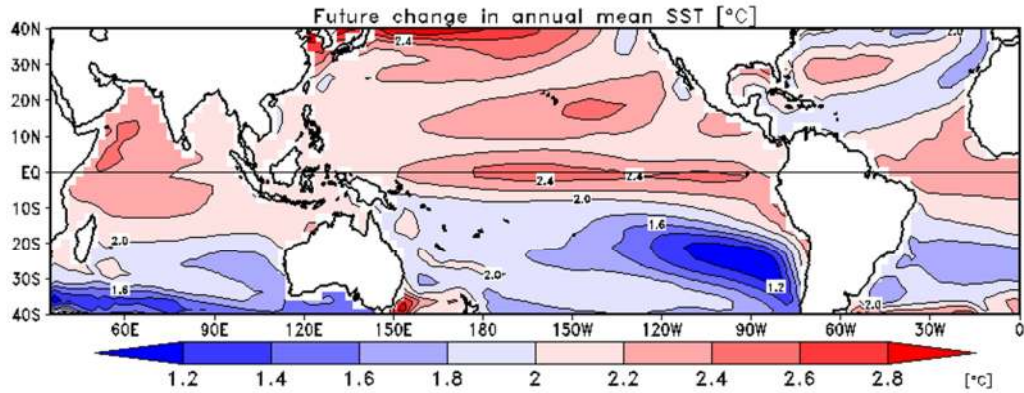 Future change in annual mean SST [°C]
40N
30N
20N
10N
EQ
10S
20S
30S
40S
2.4
2.0
2.4
2.4
2.0
2.0
1.6
1.6
2.0
1.2
2.0
60E 90E 120E 150E 180 150W 120W 90W 60W 30W 0
1.2 1.4 1.6 1.8 2 2.2 2.4 2.6 2.8 [°C]